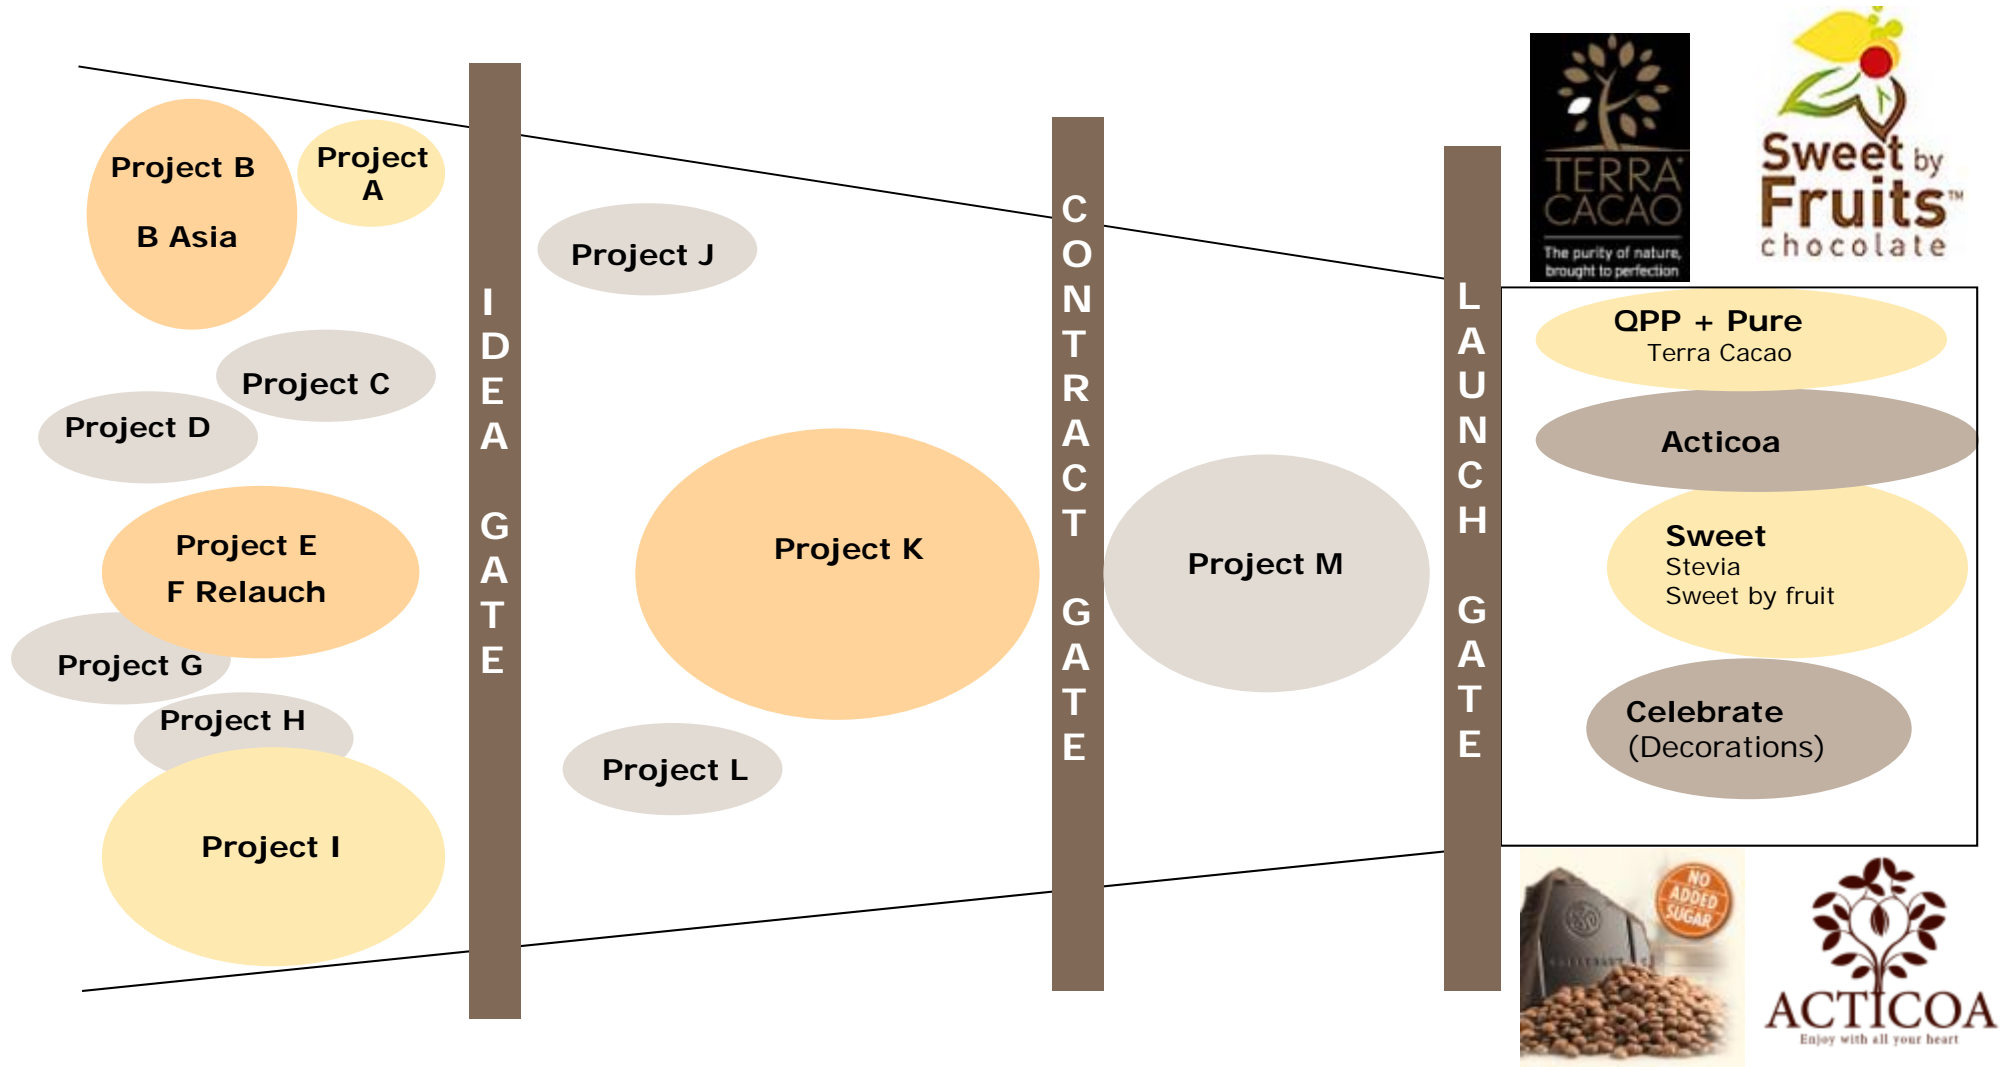 Project B
B Asia
Project
A
Project C
Project D
Project E
F Relauch
Project G
Project H
Project I
IDEA GATE
Project J
Project K
Project L
CONTRACT GATE
Project M
LAUNCH GATE
TERRA
CACAO
The purity of nature,
brought to perfection
Sweet by
Fruits™
chocolate
QPP + Pure
Terra Cacao
Acticoa
Sweet
Stevia
Sweet by fruit
Celebrate
(Decorations)
NO
ADDED
SUGAR
ACTICOA
Enjoy with all your heart